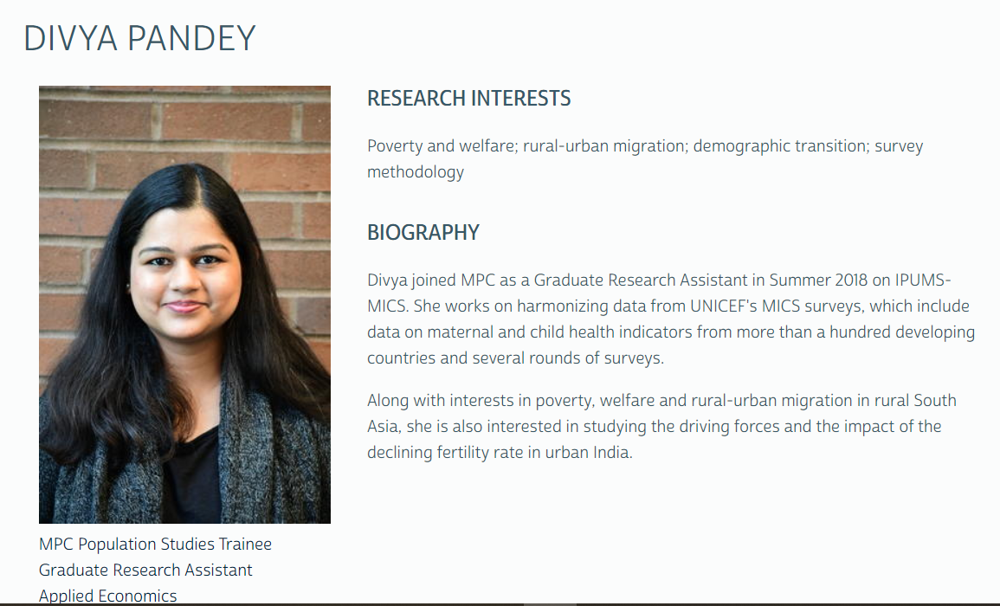 DIVYA PANDEY
RESEARCH INTERESTS
Poverty and welfare; rural-urban migration; demographic transition; survey
methodology
BIOGRAPHY
Divya joined MPC as a Graduate Research Assistant in Summer 2018 on IPUMS-
MICS. She works on harmonizing data from UNICEF's MICS surveys, which include
data on maternal and child health indicators from more than a hundred developing
countries and several rounds of surveys.
Along with interests in poverty, welfare and rural-urban migration in rural South
Asia, she is also interested in studying the driving forces and the impact of the
declining fertility rate in urban India.
MPC Population Studies Trainee
Graduate Research Assistant
Applied Economics